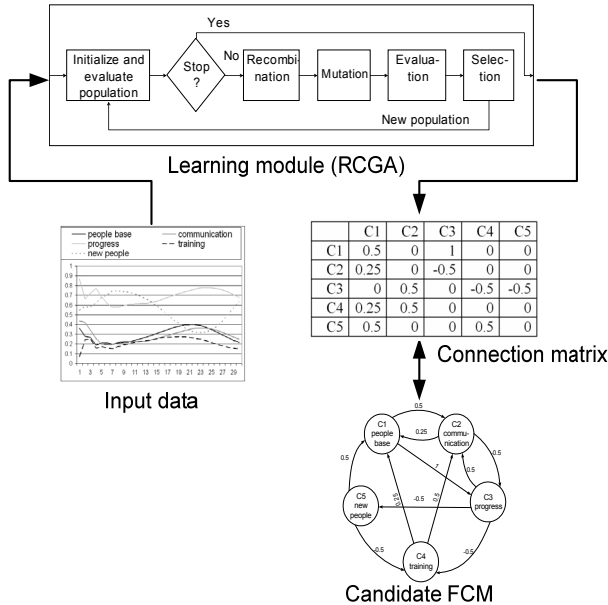 Yes
Initialize and
evaluate
population
Stop
?
No
Recombi-
nation
Mutation
Evalua-
tion
Selec-
tion
New population
Learning module (RCGA)
people base
communication
progress
training
new people
1
0.9
0.8
0.7
0.6
0.5
0.4
0.3
0.2
0.1
0
1 3 5 7 9 11 13 15 17 19 21 23 25 27 29
Input data
C1 C2 C3 C4 C5
C1 0.5 0 1 0 0
C2 0.25 0 -0.5 0 0
C3 0 0.5 0 -0.5 -0.5
C4 0.25 0.5 0 0 0
C5 0.5 0 0 0.5 0
Connection matrix
0.5
C1
people
base
0.25
C2
commu-
nication
0.5
1
0.5
-0.5
C5
new
people
0.25
-0.5
0.5
C3
progress
-0.5
C4
training
-0.5
Candidate FCM